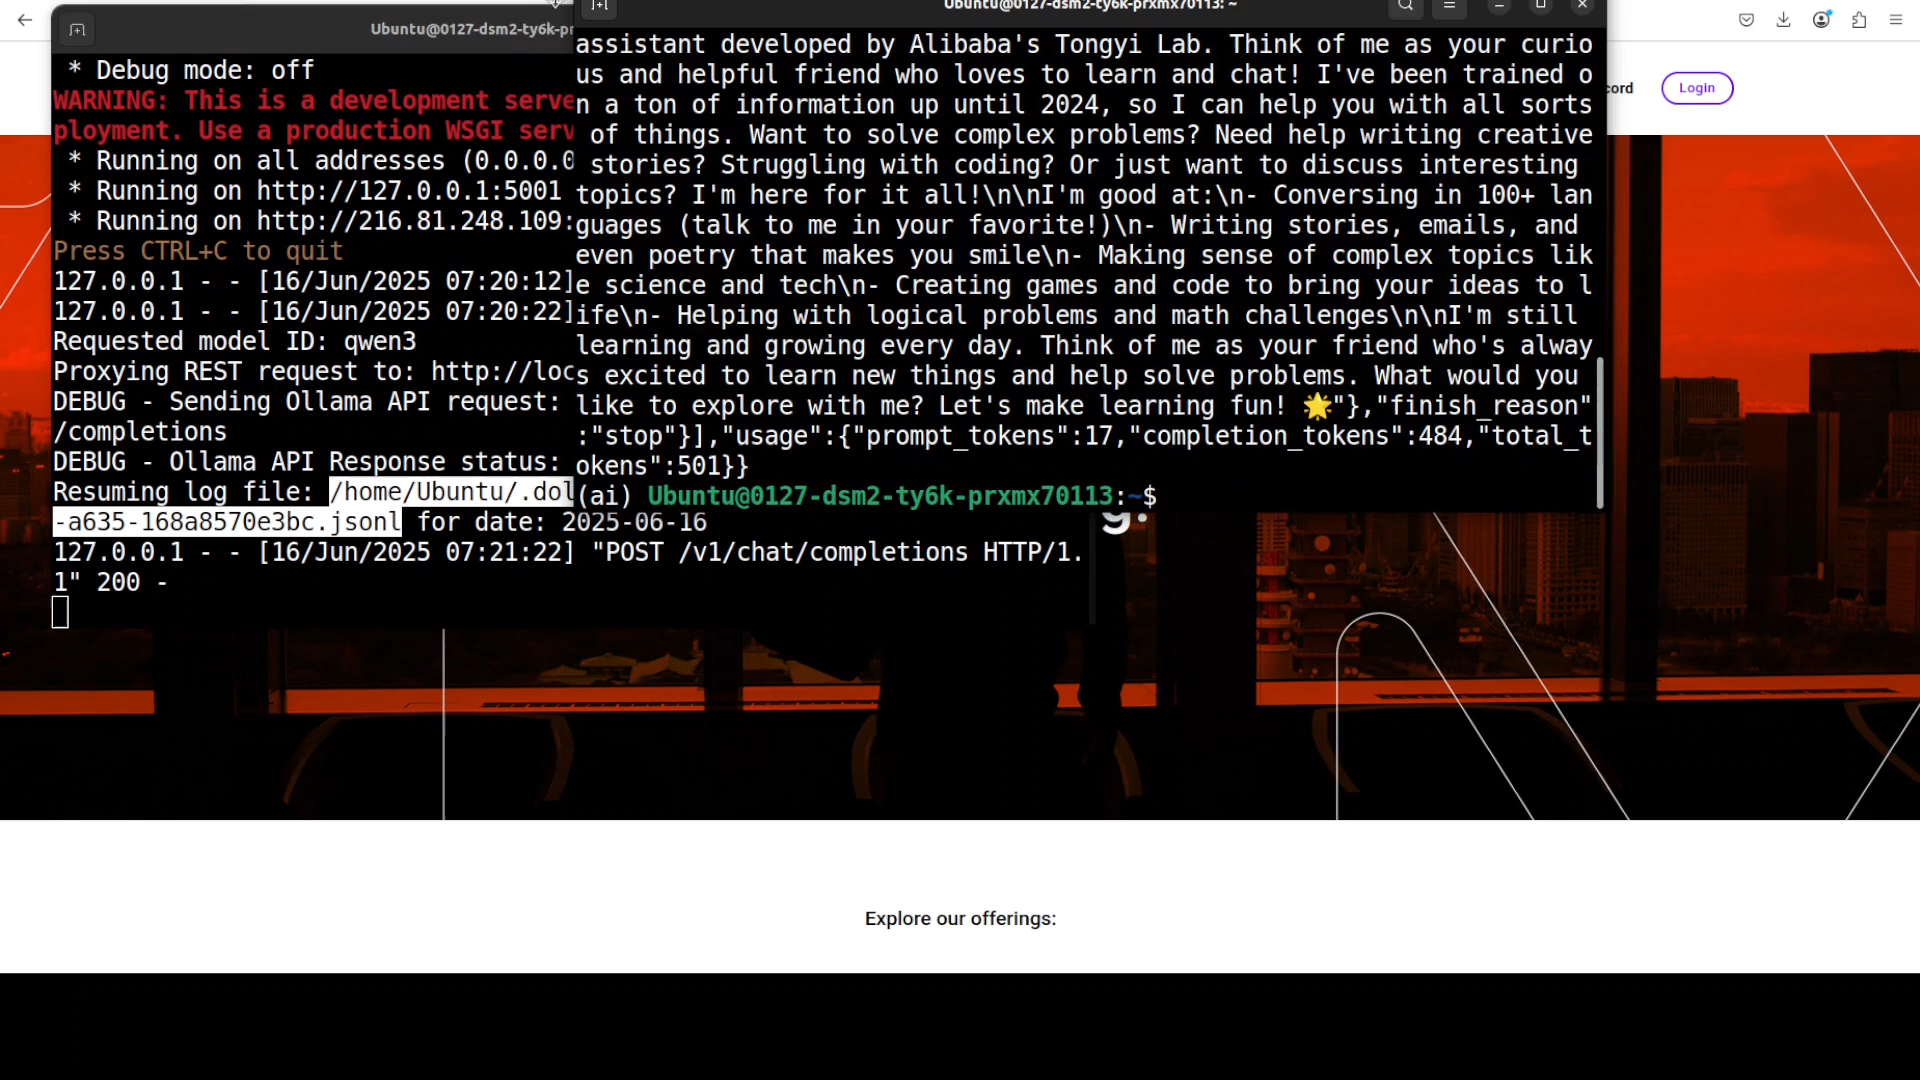 Ubuntu@0127-dsm2-ty6k-pr
* Debug mode: off
WARNING: This is a development serve
ployment. Use a production WSGI serv
* Running on all addresses (0.0.0.0
* Running on http://127.0.0.1:5001
* Running on http://216.81.248.109:
Press CTRL+C to quit
127.0.0.1 - - [16/Jun/2025 07:20:12]
127.0.0.1 - - [16/Jun/2025 07:20:22]
Requested model ID: qwen3
Proxying REST request to: http://loc
DEBUG - Sending Ollama API request:
/completions
DEBUG - Ollama API Response status:
Resuming log file: /home/Ubuntu/.dol
-a635-168a8570e3bc.jsonl for date: 2025-06-16
127.0.0.1 - - [16/Jun/2025 07:21:22] "POST /v1/chat/completions HTTP/1.
1" 200 -
Ubuntu@0127-dsm2-ty6k-prxmx70113: ~
assistant developed by Alibaba's Tongyi Lab. Think of me as your curio
us and helpful friend who loves to learn and chat! I've been trained o
n a ton of information up until 2024, so I can help you with all sorts
of things. Want to solve complex problems? Need help writing creative
stories? Struggling with coding? Or just want to discuss interesting
topics? I'm here for it all!\n\nI'm good at:\n- Conversing in 100+ lan
guages (talk to me in your favorite!)\n- Writing stories, emails, and
even poetry that makes you smile\n- Making sense of complex topics lik
e science and tech\n- Creating games and code to bring your ideas to l
ife\n- Helping with logical problems and math challenges\n\nI'm still
learning and growing every day. Think of me as your friend who's alway
s excited to learn new things and help solve problems. What would you
like to explore with me? Let's make learning fun! 🌟"},"finish_reason"
:"stop"}],"usage":{"prompt_tokens":17,"completion_tokens":484,"total_t
okens":501}}
(ai) Ubuntu@0127-dsm2-ty6k-prxmx70113:~$
cord
Login
g.
Explore our offerings: